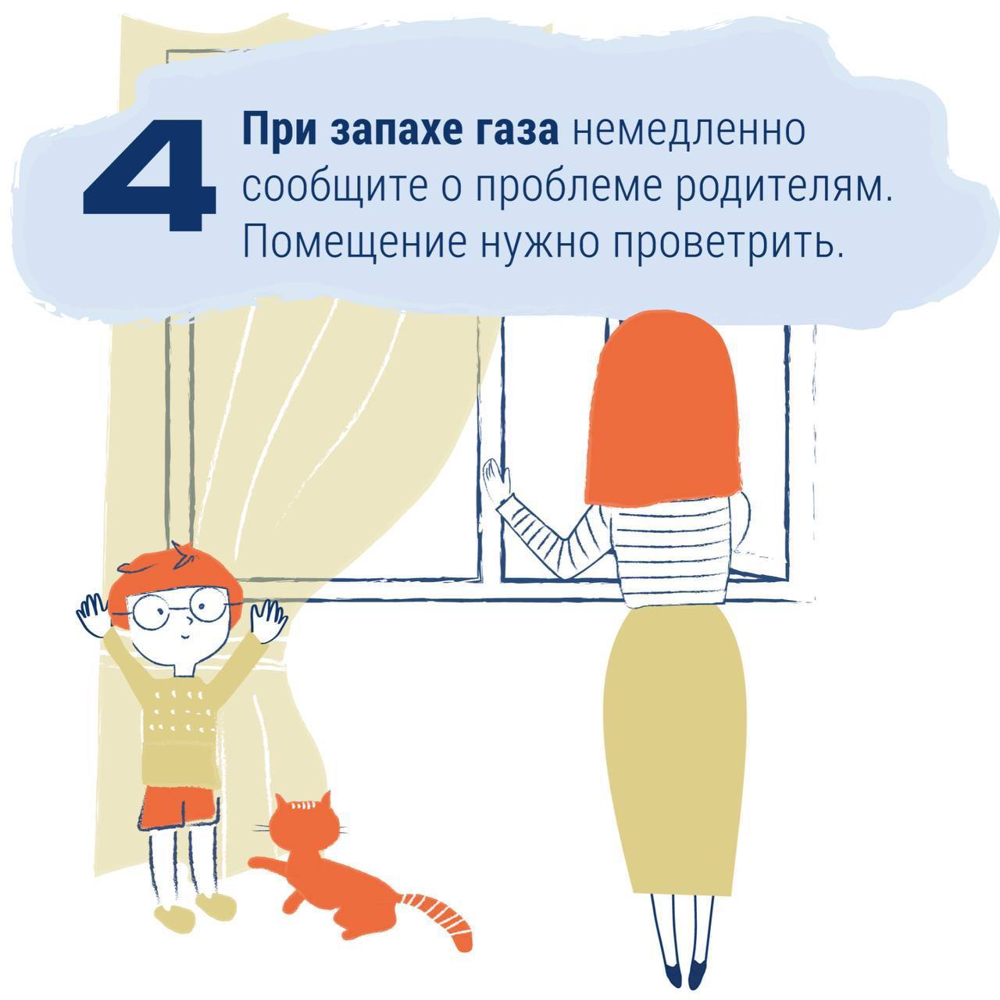 4
При запахе газа немедленно
сообщите о проблеме родителям.
Помещение нужно проветрить.